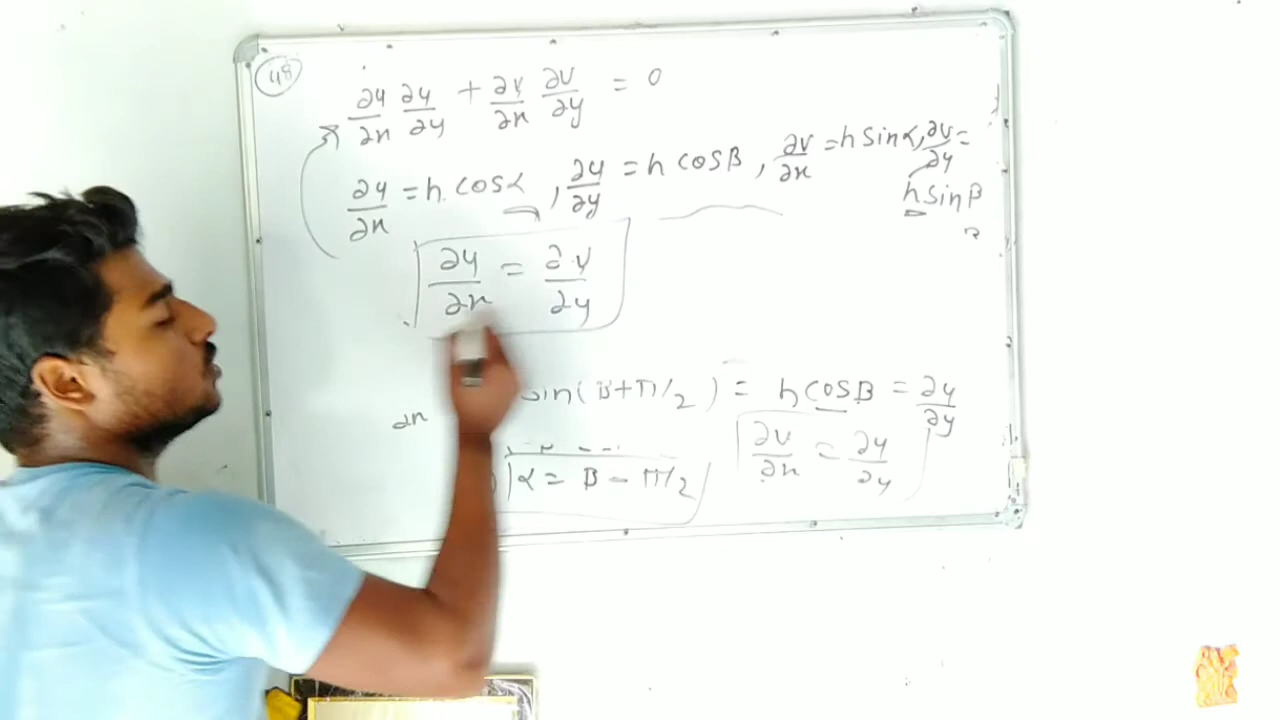 48
∂u/∂x ∂u/∂y + ∂v/∂x ∂v/∂y = 0
∂u/∂x = h cosα, ∂u/∂y = h cosβ, ∂v/∂x = h sinα, ∂v/∂y =
h sinβ
∂u/∂x = ∂v/∂y
∂x sin(β+π/2) = h cosβ = ∂u/∂y
∂v/∂x = ∂u/∂y
α = β - π/2